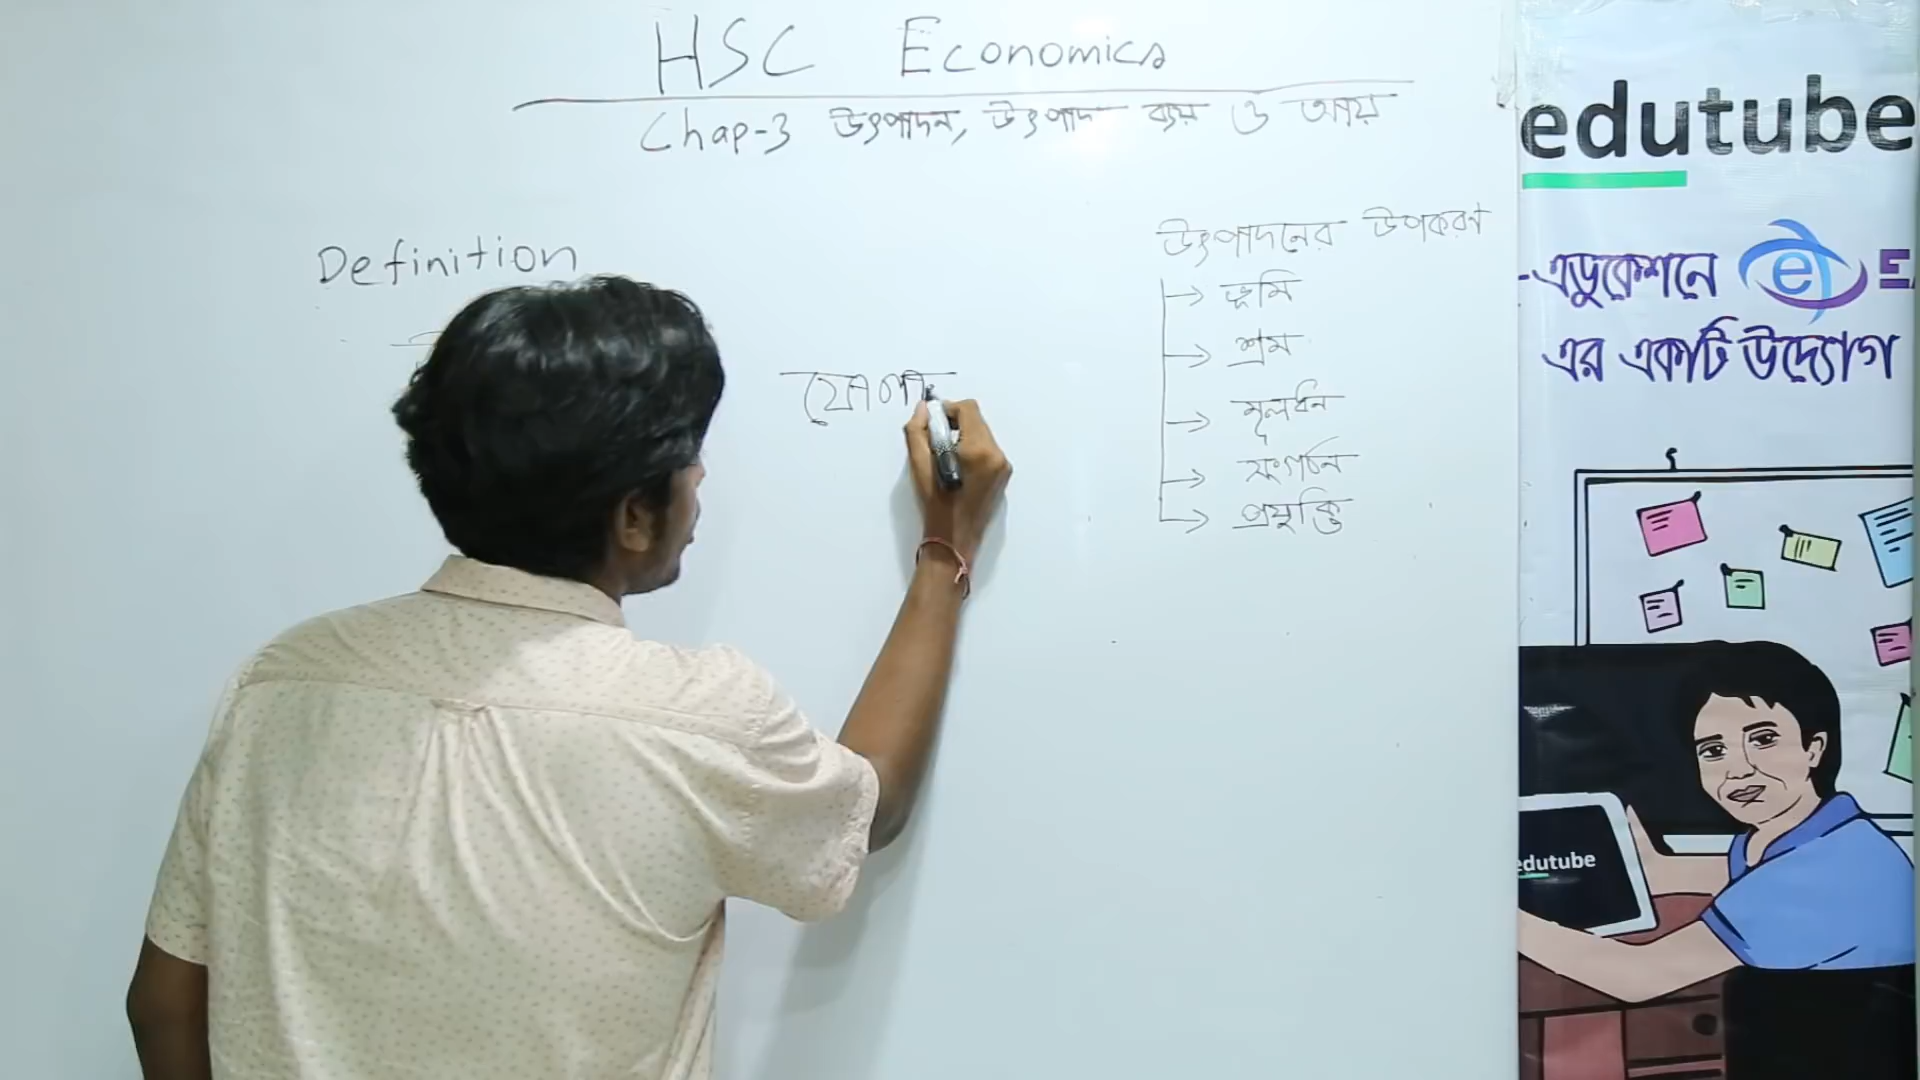 HSC Economics
Chap-3 উৎপাদন, উৎপাদন ব্যয় ও আয়
Definition
উৎপাদনের উপকরণ
→ ভূমি
→ শ্রম
→ মূলধন
→ সংগঠন
→ প্রযুক্তি
যোগা
edutube
-এডুকেশনে e E
এর একটি উদ্যোগ
edutube